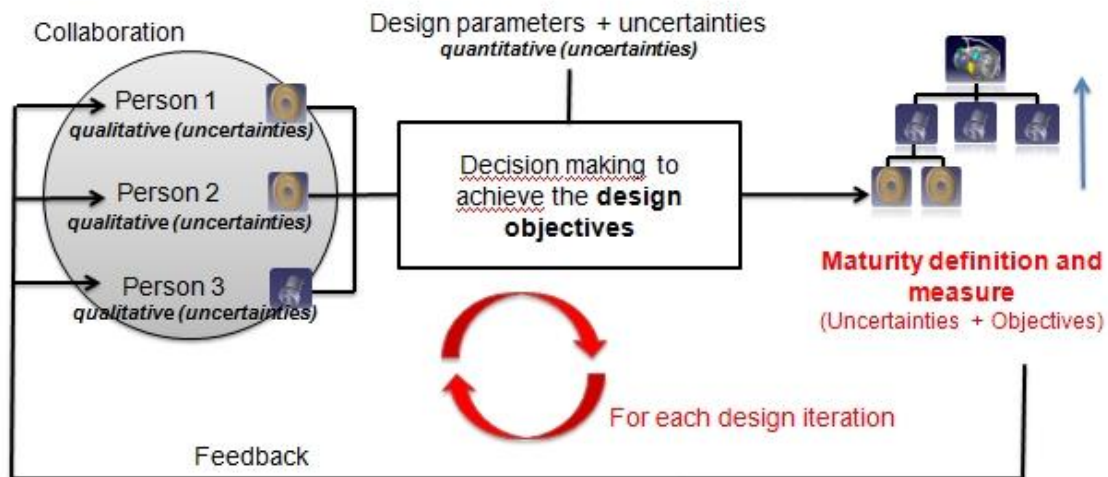 Collaboration
Person 1
qualitative (uncertainties)
Person 2
qualitative (uncertainties)
Person 3
qualitative (uncertainties)
Design parameters + uncertainties
quantitative (uncertainties)
Decision making to
achieve the design
objectives
Maturity definition and
measure
(Uncertainties + Objectives)
For each design iteration
Feedback